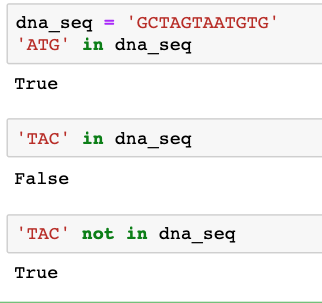 dna_seq = 'GCTAGTAATGTG'
'ATG' in dna_seq
True
'TAC' in dna_seq
False
'TAC' not in dna_seq
True